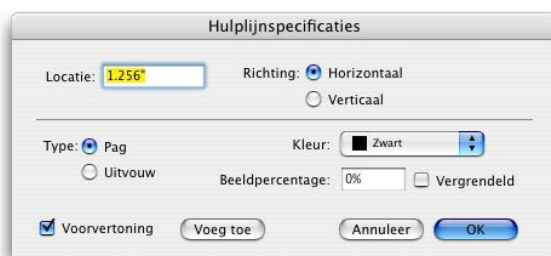 Hulplijnspecificaties
Locatie: 1.256" Richting: Horizontaal
Verticaal
Type: Pag Kleur: Zwart
Uitvouw Beeldpercentage: 0% Vergrendeld
Voorvertoning Voeg toe Annuleer OK